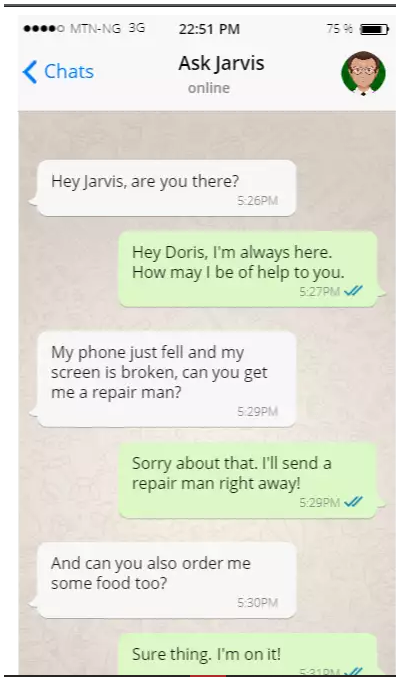 MTN-NG 3G 22:51 PM 75 %
Chats Ask Jarvis
online
Hey Jarvis, are you there?
5:26PM
Hey Doris, I'm always here.
How may I be of help to you.
5:27PM
My phone just fell and my
screen is broken, can you get
me a repair man?
5:29PM
Sorry about that. I'll send a
repair man right away!
5:29PM
And can you also order me
some food too?
5:30PM
Sure thing. I'm on it!
5:31PM